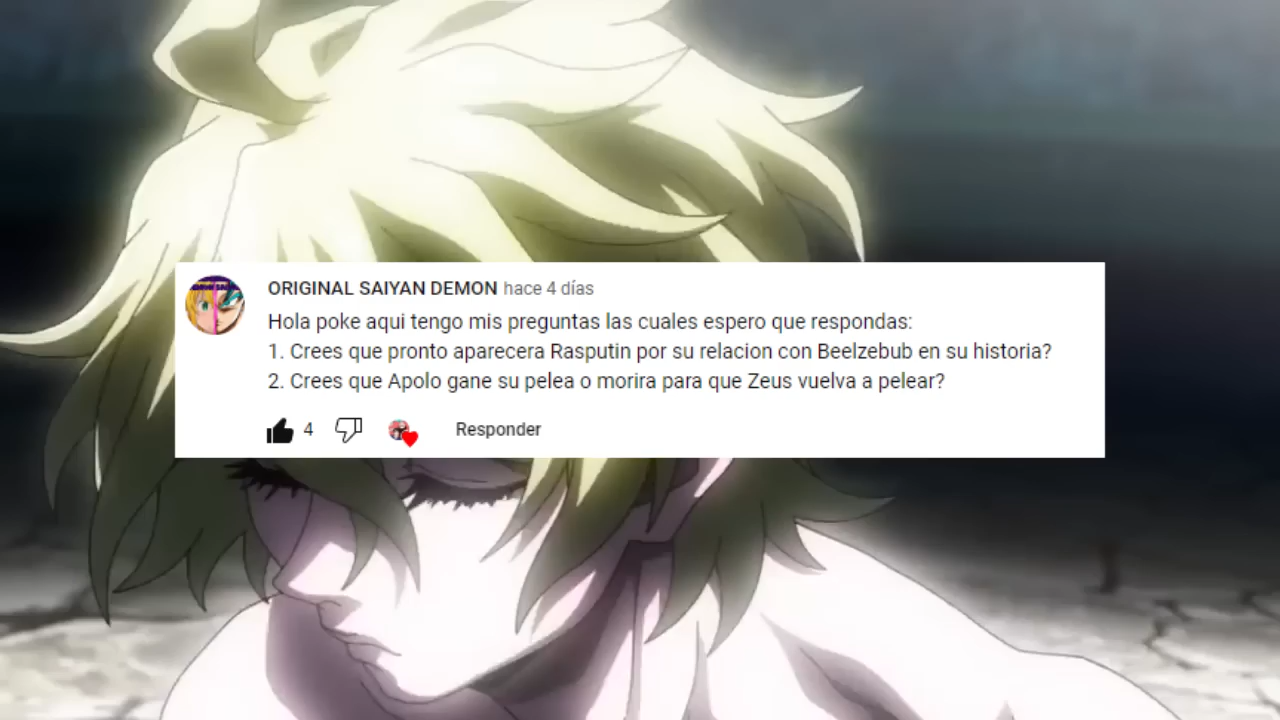 ORIGINAL SAIYAN DEMON hace 4 días
Hola poke aqui tengo mis preguntas las cuales espero que respondas:
1. Crees que pronto aparecera Rasputin por su relacion con Beelzebub en su historia?
2. Crees que Apolo gane su pelea o morira para que Zeus vuelva a pelear?
4 Responder